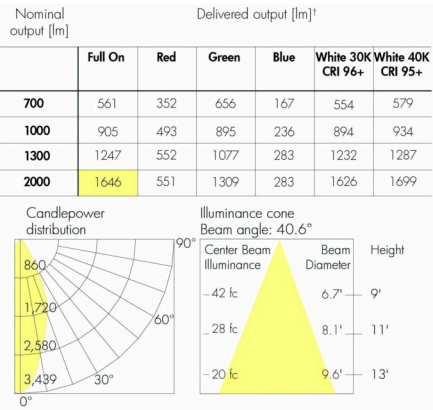 Nominal output [lm] Delivered output [lm]†
Full On Red Green Blue White 30K CRI 96+ White 40K CRI 95+
700 561 352 656 167 554 579
1000 905 493 895 236 894 934
1300 1247 552 1077 283 1232 1287
2000 1646 551 1309 283 1626 1699
Candlepower distribution
90°
860
1,720
60°
2,580
3,439
30°
0°
Illuminance cone
Beam angle: 40.6°
Center Beam Illuminance Beam Diameter Height
42 fc 6.7' 9'
28 fc 8.1' 11'
20 fc 9.6' 13'